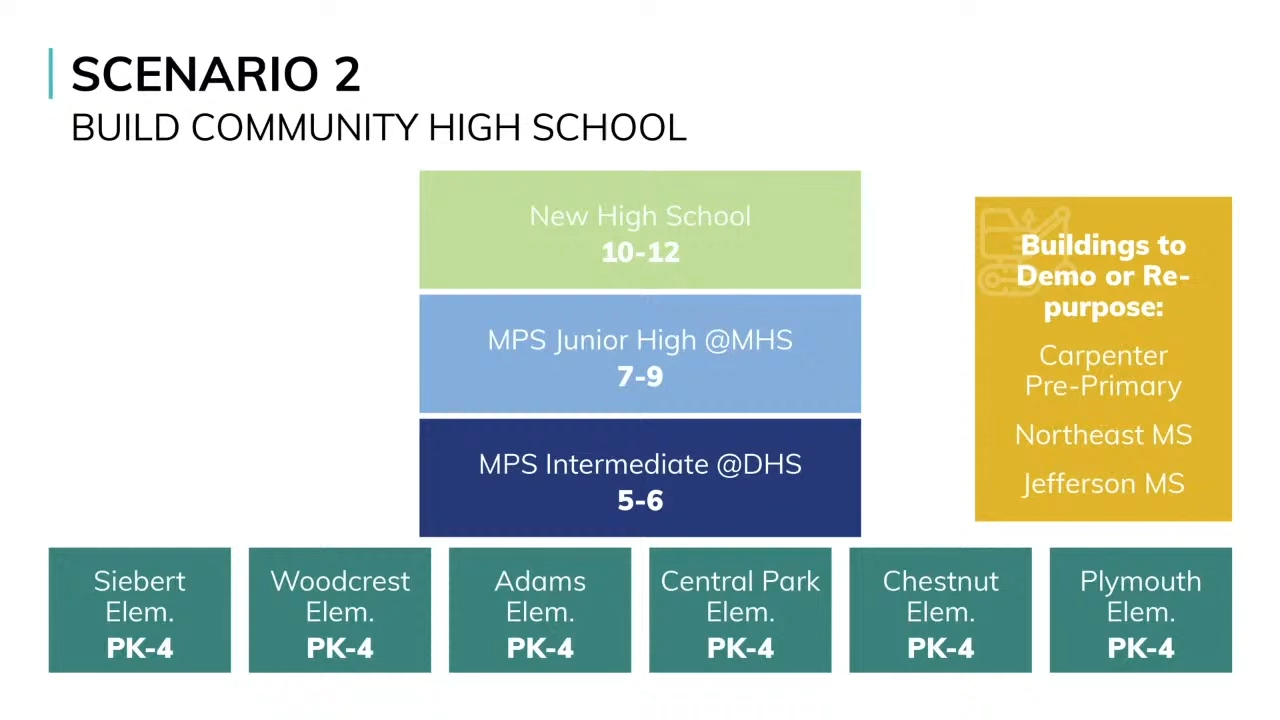 SCENARIO 2
BUILD COMMUNITY HIGH SCHOOL
New High School
10-12
MPS Junior High @MHS
7-9
MPS Intermediate @DHS
5-6
Buildings to
Demo or Re-
purpose:
Carpenter
Pre-Primary
Northeast MS
Jefferson MS
Siebert
Elem.
PK-4
Woodcrest
Elem.
PK-4
Adams
Elem.
PK-4
Central Park
Elem.
PK-4
Chestnut
Elem.
PK-4
Plymouth
Elem.
PK-4